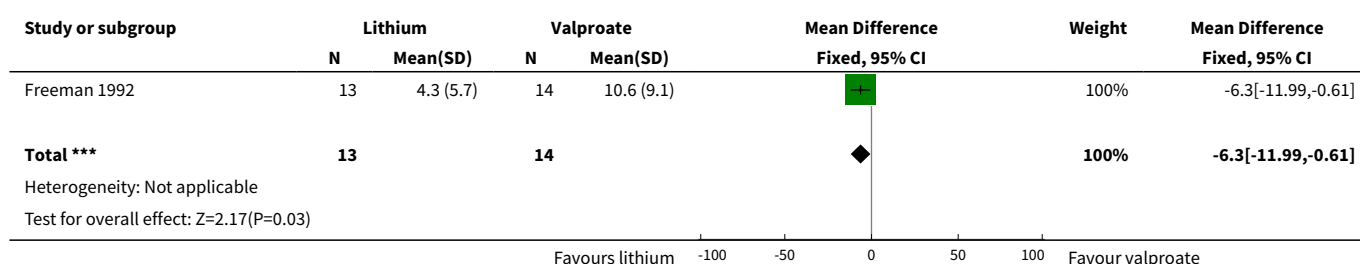 Study or subgroup Lithium Valproate Mean Difference Weight Mean Difference
N Mean(SD) N Mean(SD) Fixed, 95% CI Fixed, 95% CI
Freeman 1992 13 4.3 (5.7) 14 10.6 (9.1) 100% -6.3[-11.99,-0.61]
Total *** 13 14 100% -6.3[-11.99,-0.61]
Heterogeneity: Not applicable
Test for overall effect: Z=2.17(P=0.03)
Favours lithium -100 -50 0 50 100 Favour valproate